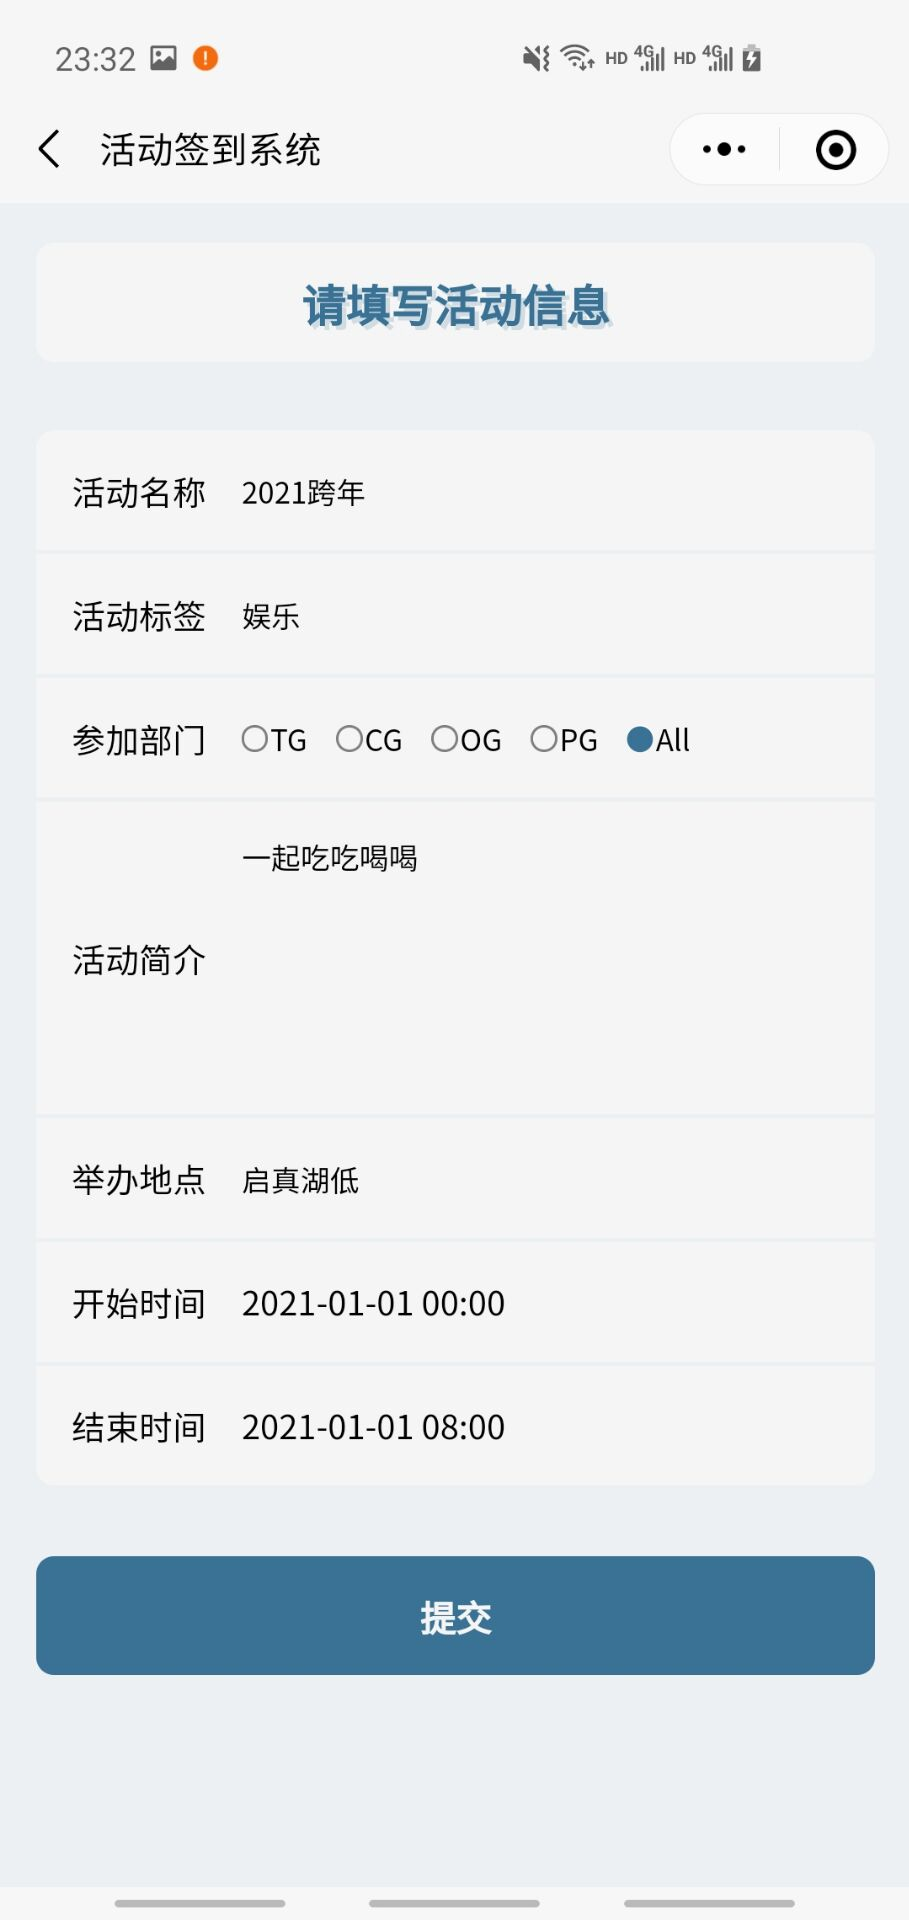 23:32 HD 4G HD 4G
活动签到系统
请填写活动信息
活动名称 2021跨年
活动标签 娱乐
参加部门 TG CG OG PG All
一起吃吃喝喝
活动简介
举办地点 启真湖低
开始时间 2021-01-01 00:00
结束时间 2021-01-01 08:00
提交